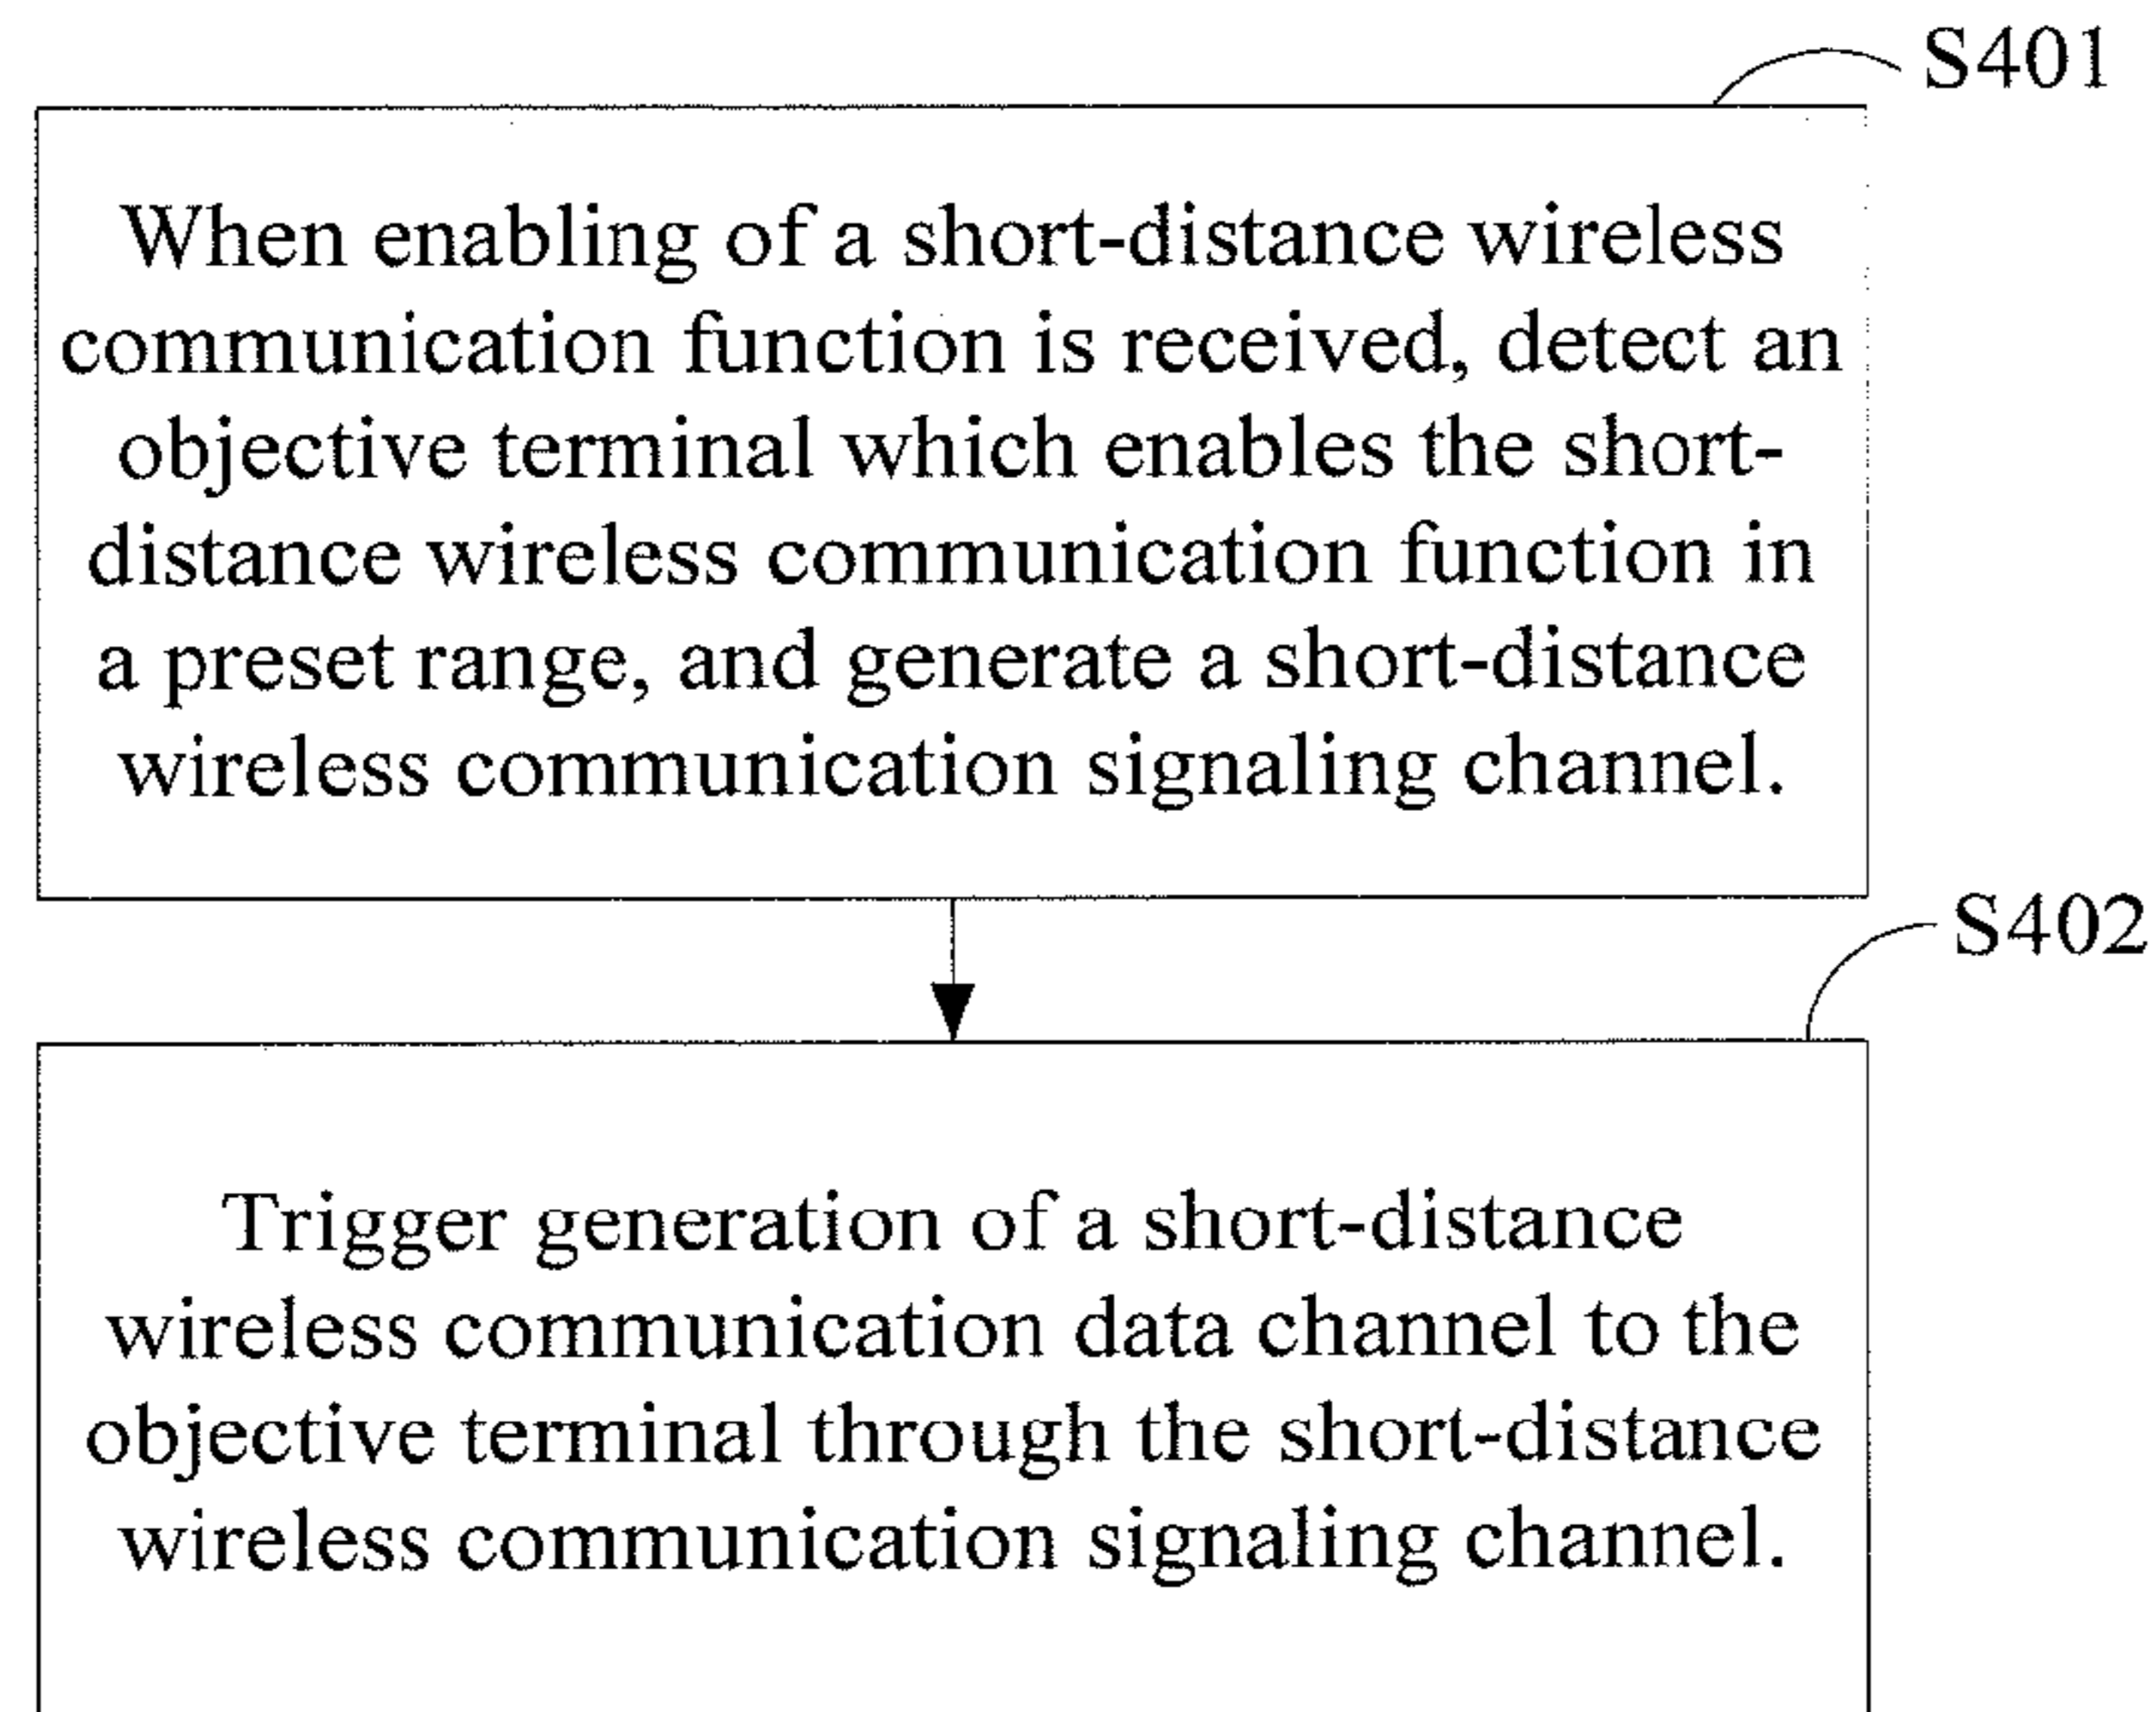 S401
When enabling of a short-distance wireless
communication function is received, detect an
objective terminal which enables the short-
distance wireless communication function in
a preset range, and generate a short-distance
wireless communication signaling channel.
S402
Trigger generation of a short-distance
wireless communication data channel to the
objective terminal through the short-distance
wireless communication signaling channel.